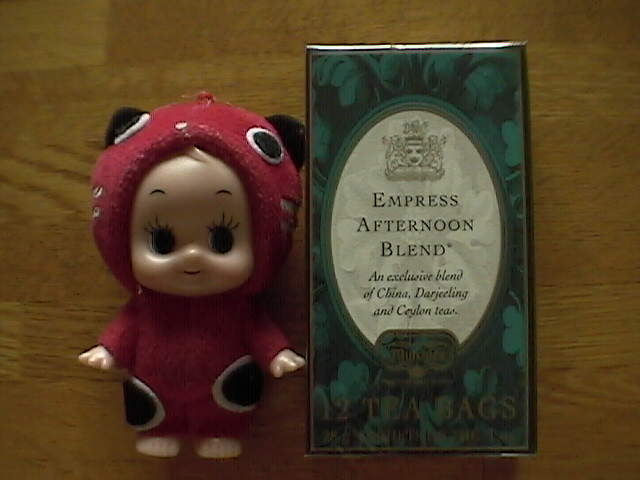 EMPRESS
AFTERNOON
BLEND*
An exclusive blend
of China, Darjeeling
and Ceylon teas.
12 TEA BAGS